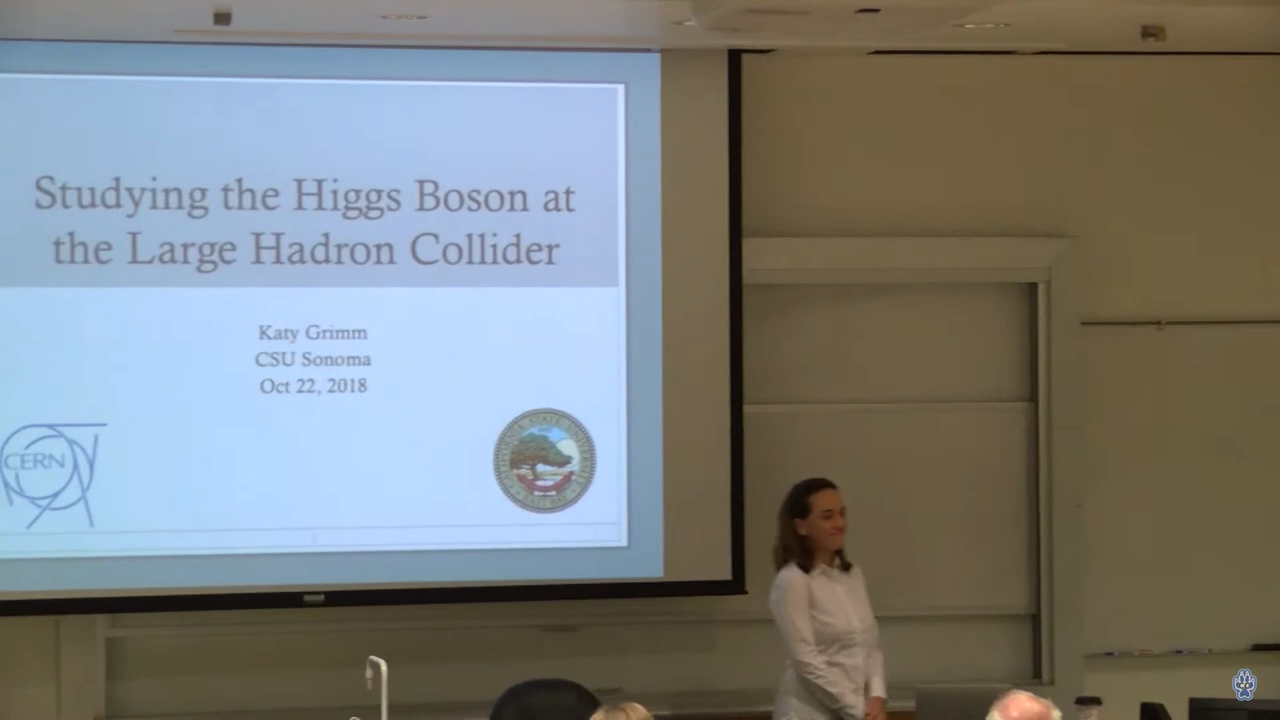 Studying the Higgs Boson at
the Large Hadron Collider
Katy Grimm
CSU Sonoma
Oct 22, 2018
CERN